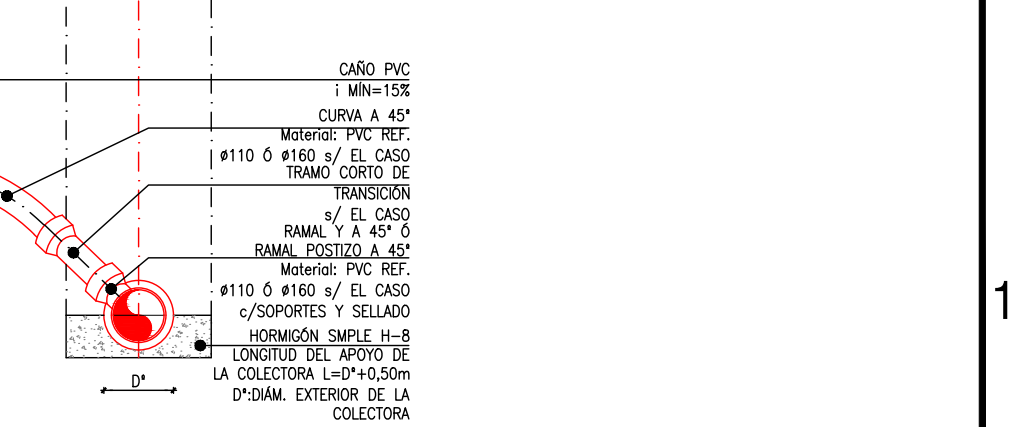 CAÑO PVC
i MÍN=15%
CURVA A 45°
Material: PVC REF.
ø110 Ó ø160 s/ EL CASO
TRAMO CORTO DE
TRANSICIÓN
s/ EL CASO
RAMAL Y A 45° Ó
RAMAL POSTIZO A 45°
Material: PVC REF.
ø110 Ó ø160 s/ EL CASO
c/SOPORTES Y SELLADO
HORMIGÓN SMPLE H-8
LONGITUD DEL APOYO DE
LA COLECTORA L=D°+0,50m
D°:DIÁM. EXTERIOR DE LA
COLECTORA
D°
1